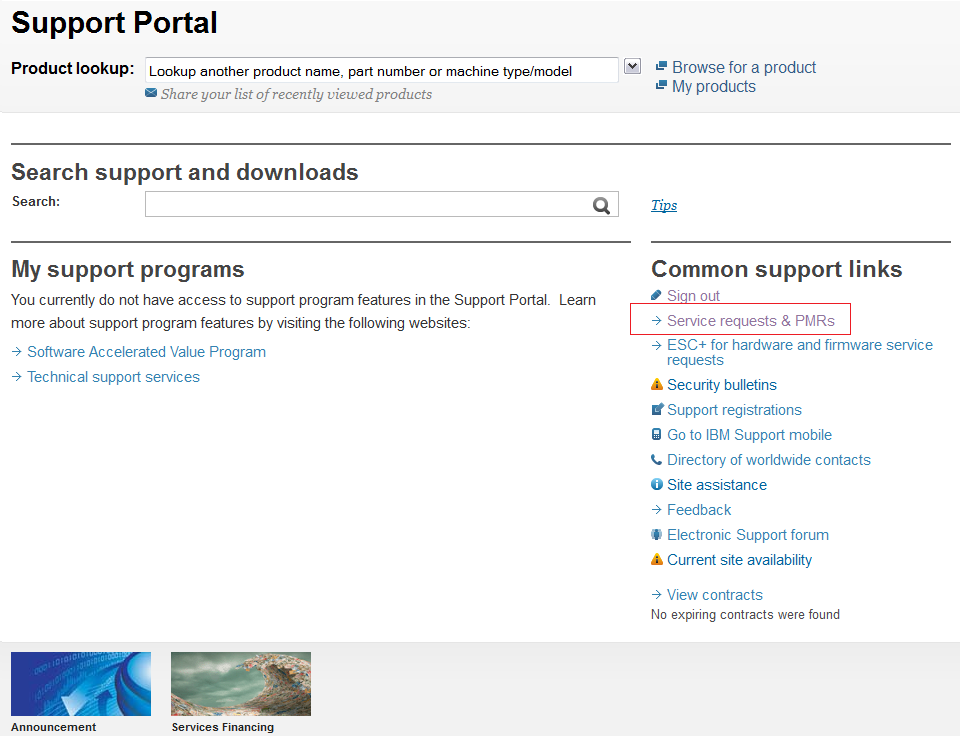 Support Portal
Product lookup:
Lookup another product name, part number or machine type/model
Browse for a product
Share your list of recently viewed products
My products
Search support and downloads
Search:
Tips
My support programs
You currently do not have access to support program features in the Support Portal. Learn
more about support program features by visiting the following websites:
Software Accelerated Value Program
Technical support services
Common support links
Sign out
Service requests & PMRs
ESC+ for hardware and firmware service
requests
Security bulletins
Support registrations
Go to IBM Support mobile
Directory of worldwide contacts
Site assistance
Feedback
Electronic Support forum
Current site availability
View contracts
No expiring contracts were found
Announcement
Services Financing